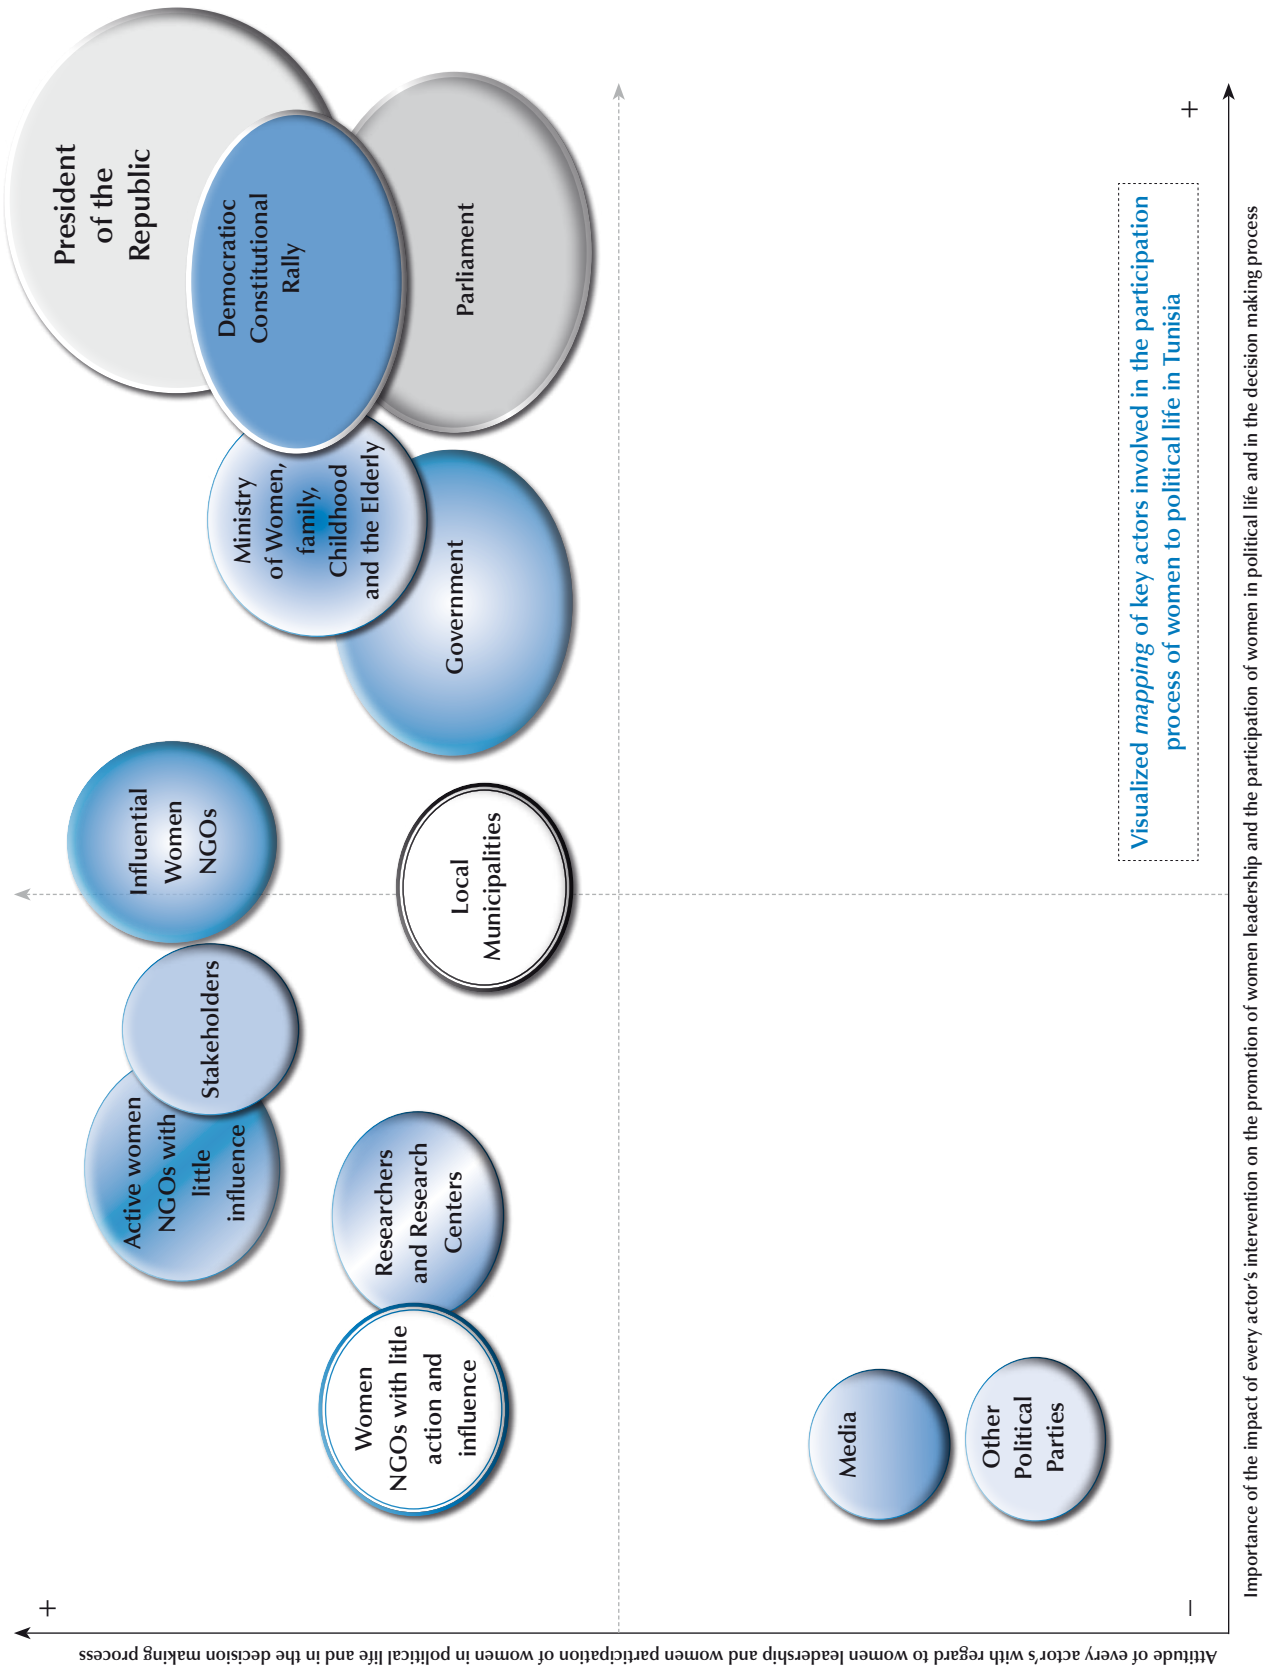 Attitude of every actor's with regard to women leadership and women participation of women in political life and in the decision making process
+
Active women
NGOs with
little
influence
Stakeholders
Influential
Women
NGOs
President
of the
Republic
Democratioc
Constitutional
Rally
Parliament
Ministry
of Women,
family,
Childhood
and the Elderly
Government
Local
Municipalities
Researchers
and Research
Centers
Women
NGOs with litle
action and
influence
Media
Other
Political
Parties
Visualized mapping of key actors involved in the participation
process of women to political life in Tunisia
–
+
Importance of the impact of every actor's intervention on the promotion of women leadership and the participation of women in political life and in the decision making process